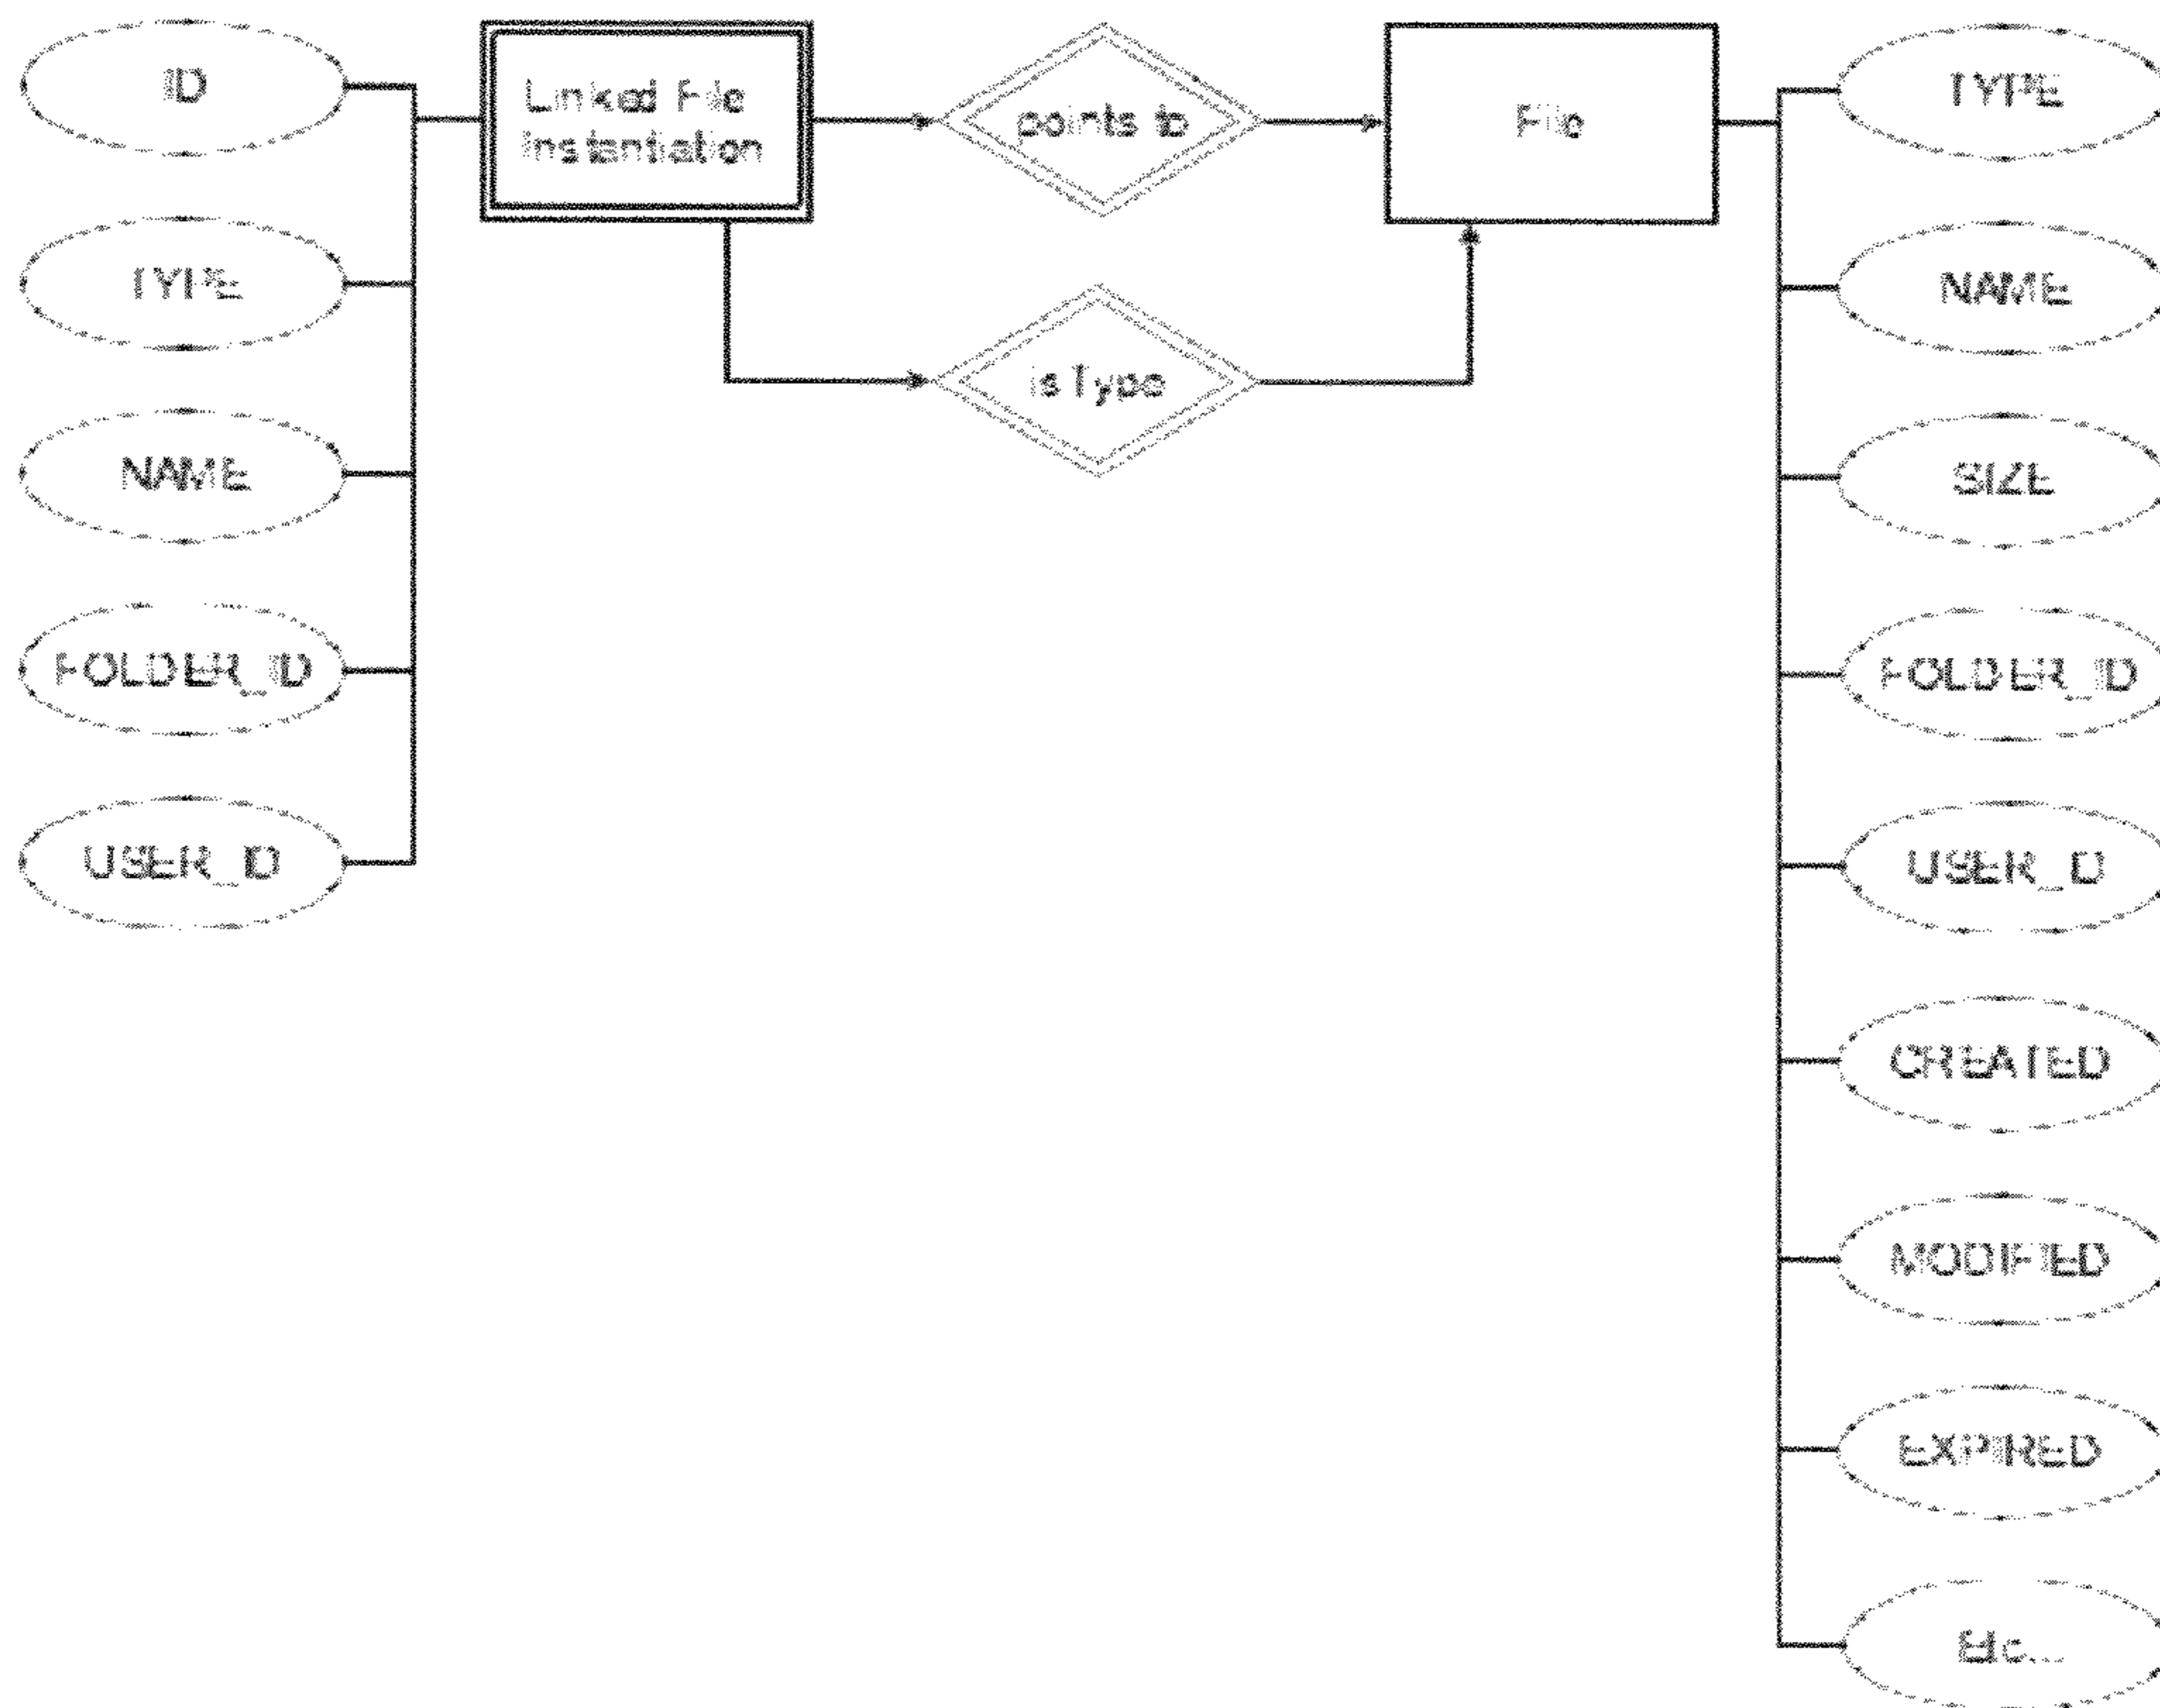 ID
TYPE
NAME
FOLDER_ID
USER_ID
Linked File
Instantiation
points to
is Type
File
TYPE
NAME
SIZE
FOLDER_ID
USER_ID
CREATED
MODIFIED
EXPIRED
Etc...